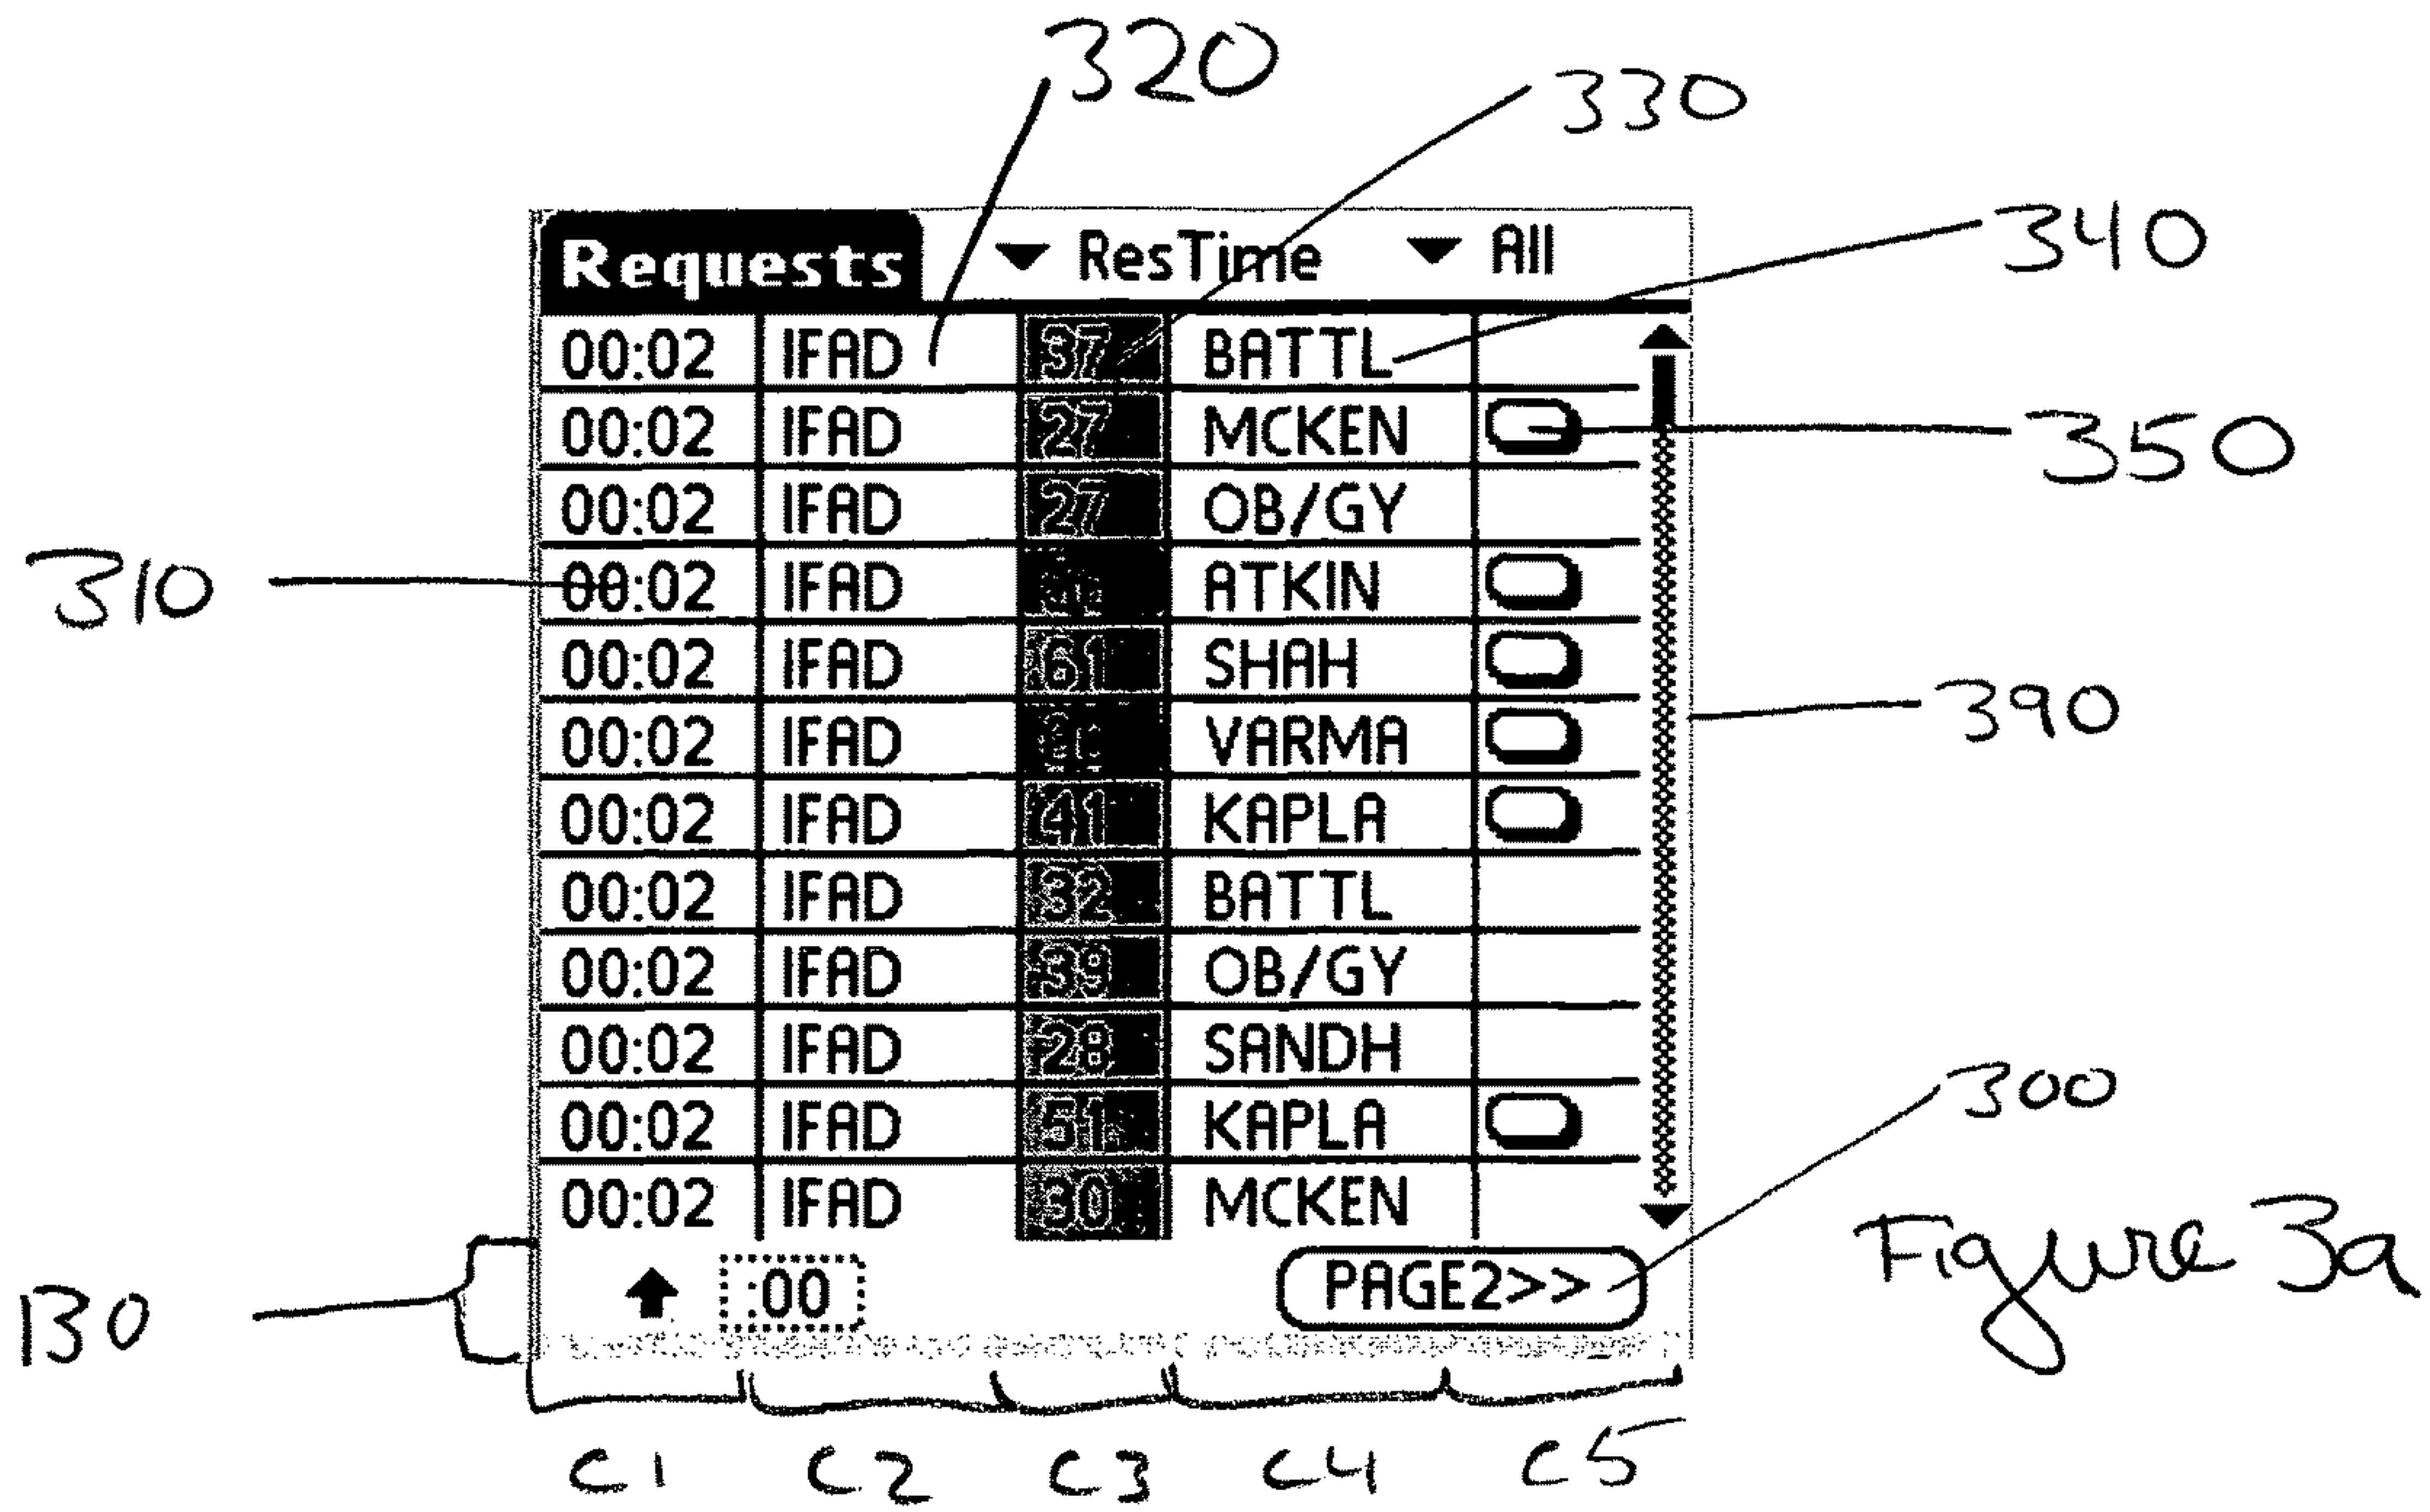 320
330
340
Requests ResTime All
00:02 IFAD 37 BATTL
00:02 IFAD 27 MCKEN
350
00:02 IFAD 27 OB/GY
310
00:02 IFAD ATKIN
00:02 IFAD 61 SHAH
390
00:02 IFAD VARMA
00:02 IFAD 41 KAPLA
00:02 IFAD 32 BATTL
00:02 IFAD 39 OB/GY
00:02 IFAD 28 SANDH
300
00:02 IFAD 51 KAPLA
00:02 IFAD 30 MCKEN
Figure 3a
130
:00 PAGE2>>
C1 C2 C3 C4 C5